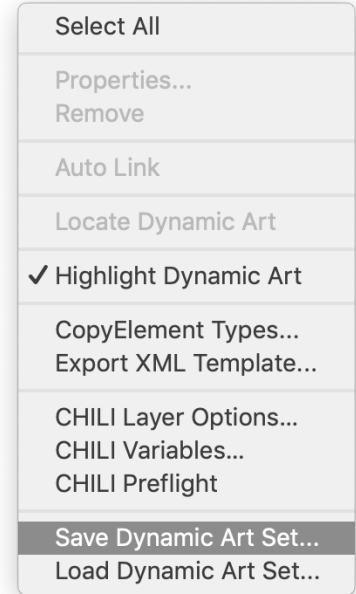 Select All
Properties...
Remove
Auto Link
Locate Dynamic Art
✓ Highlight Dynamic Art
CopyElement Types...
Export XML Template...
CHILI Layer Options...
CHILI Variables...
CHILI Preflight
Save Dynamic Art Set...
Load Dynamic Art Set...